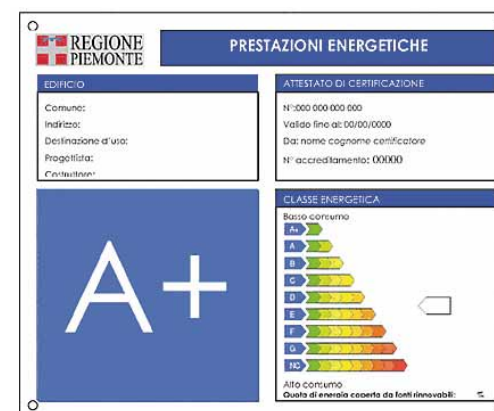 REGIONE
PIEMONTE
PRESTAZIONI ENERGETICHE
EDIFICIO
Comune:
Indirizzo:
Destinazione d'uso:
Progettista:
Costruttore:
ATTESTATO DI CERTIFICAZIONE
N°:000 000 000 000
Valido fino al: 00/00/0000
Da: nome cognome certificatore
N° accreditamento: 00000
A+
CLASSE ENERGETICA
Basso consumo
A+
A
B
C
D
E
F
G
NC
Alto consumo
Quota di energia coperta da fonti rinnovabili: %